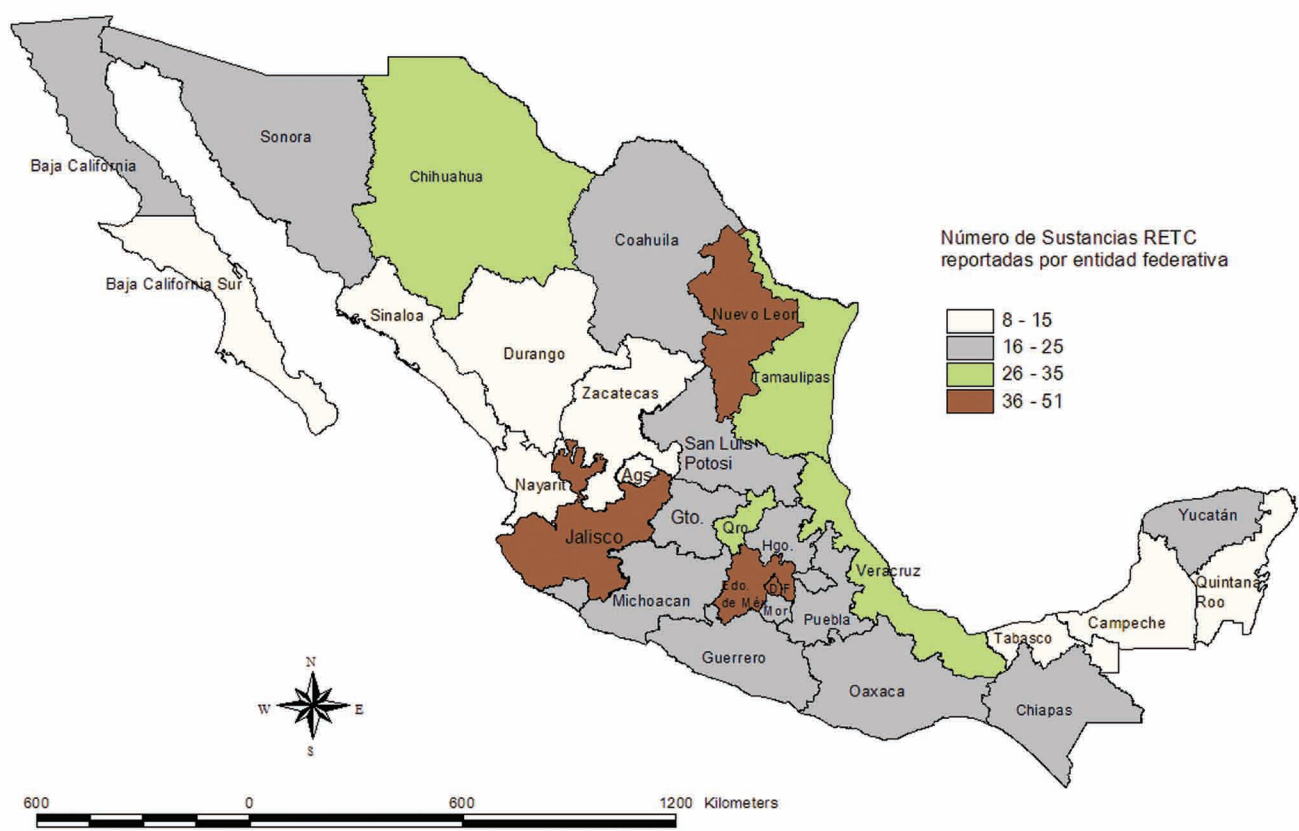 Sonora
Baja California
Chihuahua
Coahuila
Número de Sustancias RETC
reportadas por entidad federativa
8 - 15
16 - 25
26 - 35
36 - 51
Baja California Sur
Sinaloa
Nuevo Leon
Durango
Tamaulipas
Zacatecas
San Luis
Potosi
Ags.
Nayarit
Gto.
Qro.
Jalisco
Hgo.
Yucatán
Veracruz
Quintana
Roo
Edo.
de Méx
D.F
Mor.
Michoacan
Puebla
Campeche
Tabasco
Guerrero
Oaxaca
Chiapas
N
W
E
S
600
0
600
1200
Kilometers